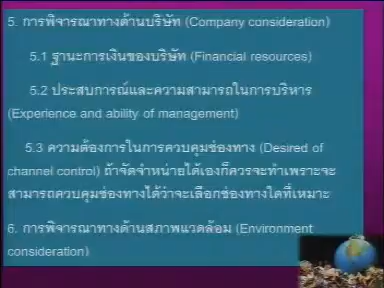 5. การพิจารณาทางด้านบริษัท (Company consideration)
5.1 ฐานะการเงินของบริษัท (Financial resources)
5.2 ประสบการณ์และความสามารถในการบริหาร
(Experience and ability of management)
5.3 ความต้องการในการควบคุมช่องทาง (Desired of
channel control) ถ้าจัดจำหน่ายได้เองก็ควรจะทำเพราะจะ
สามารถควบคุมช่องทางได้ว่าจะเลือกช่องทางใดที่เหมาะ
6. การพิจารณาทางด้านสภาพแวดล้อม (Environment
consideration)